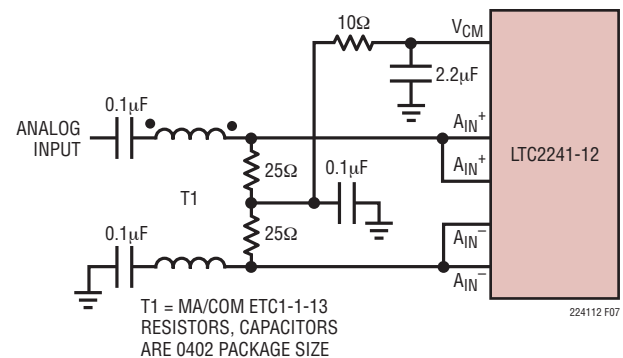 10Ω
VCM
2.2µF
0.1µF
ANALOG
INPUT
AIN+
AIN+
LTC2241-12
25Ω
0.1µF
T1
25Ω
0.1µF
AIN–
AIN–
T1 = MA/COM ETC1-1-13
RESISTORS, CAPACITORS
ARE 0402 PACKAGE SIZE
224112 F07